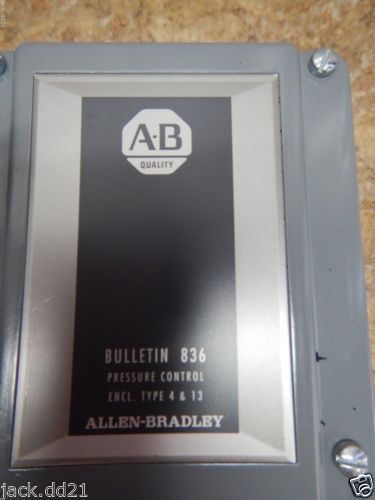 A-B
QUALITY
BULLETIN 836
PRESSURE CONTROL
ENCL. TYPE 4 & 13
ALLEN-BRADLEY
jack.dd21